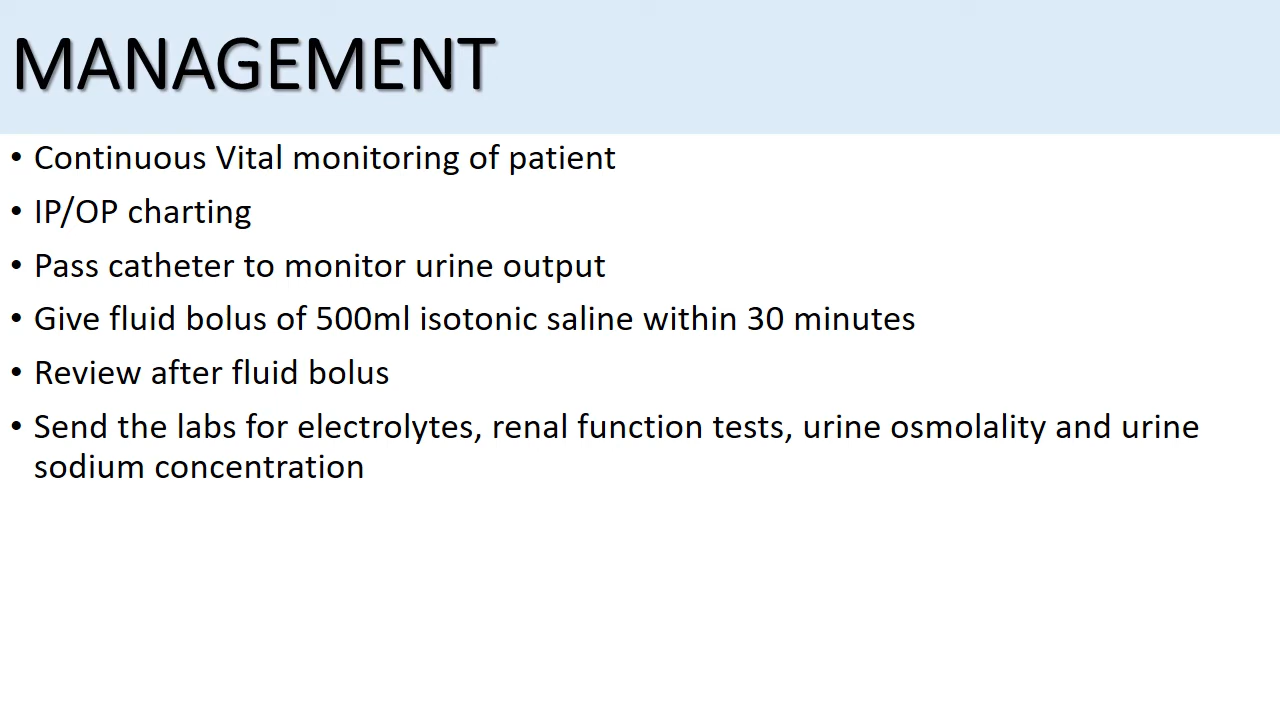 MANAGEMENT
• Continuous Vital monitoring of patient
• IP/OP charting
• Pass catheter to monitor urine output
• Give fluid bolus of 500ml isotonic saline within 30 minutes
• Review after fluid bolus
• Send the labs for electrolytes, renal function tests, urine osmolality and urine
sodium concentration